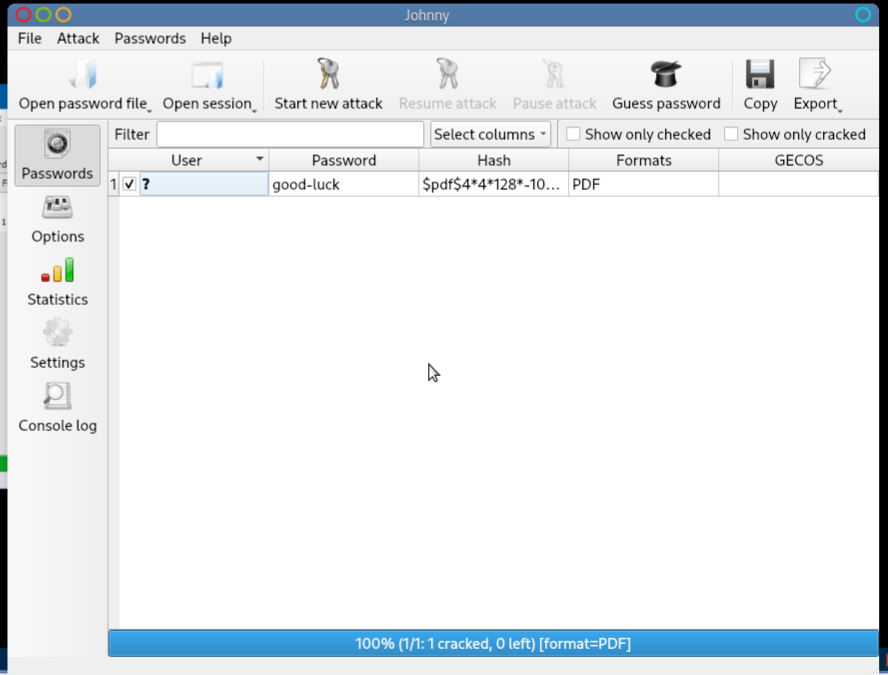 Johnny
File Attack Passwords Help
Open password file Open session Start new attack Resume attack Pause attack Guess password Copy Export
Passwords
Options
Statistics
Settings
Console log
Filter Select columns Show only checked Show only cracked
User Password Hash Formats GECOS
1 ? good-luck $pdf$4*4*128*-10... PDF
100% (1/1: 1 cracked, 0 left) [format=PDF]